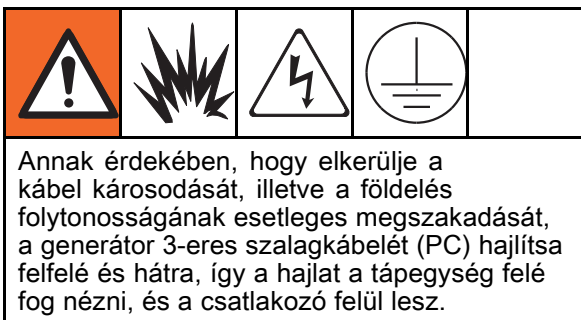 Annak érdekében, hogy elkerülje a
kábel károsodását, illetve a földelés
folytonosságának esetleges megszakadását,
a generátor 3-eres szalagkábelét (PC) hajlítsa
felfelé és hátra, így a hajlat a tápegység felé
fog nézni, és a csatlakozó felül lesz.